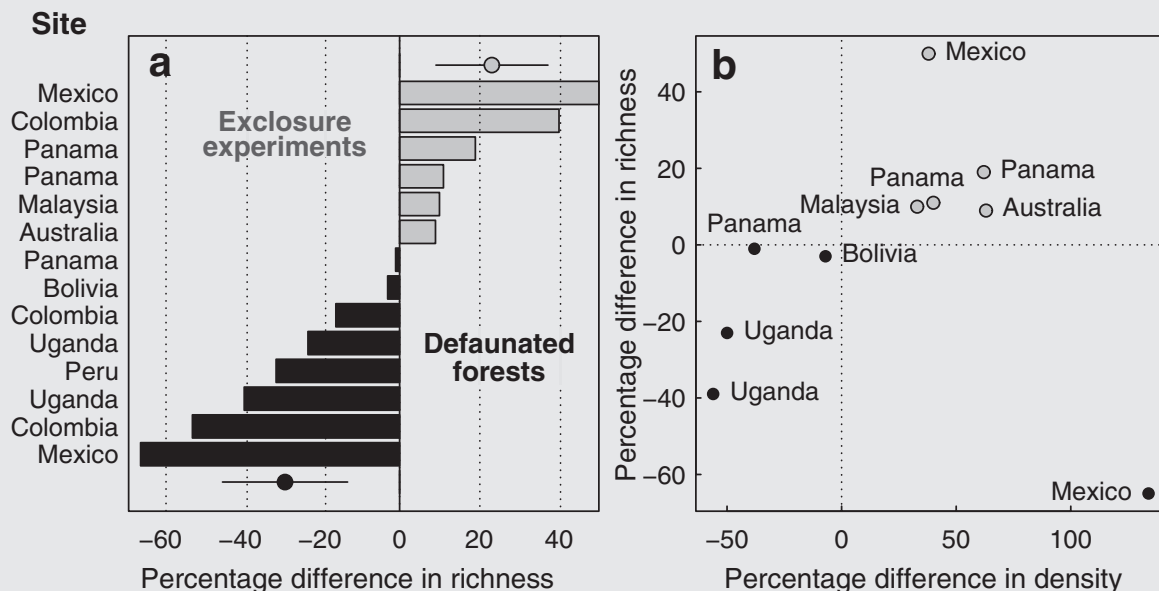 Site
a
Exclosure
experiments
Defaunated
forests
Mexico
Colombia
Panama
Panama
Malaysia
Australia
Panama
Bolivia
Colombia
Uganda
Peru
Uganda
Colombia
Mexico
−60 −40 −20 0 20 40
Percentage difference in richness
b
Percentage difference in richness
40
20
0
−20
−40
−60
Mexico
Panama
Panama
Malaysia
Australia
Panama
Bolivia
Uganda
Uganda
Mexico
−50 0 50 100
Percentage difference in density